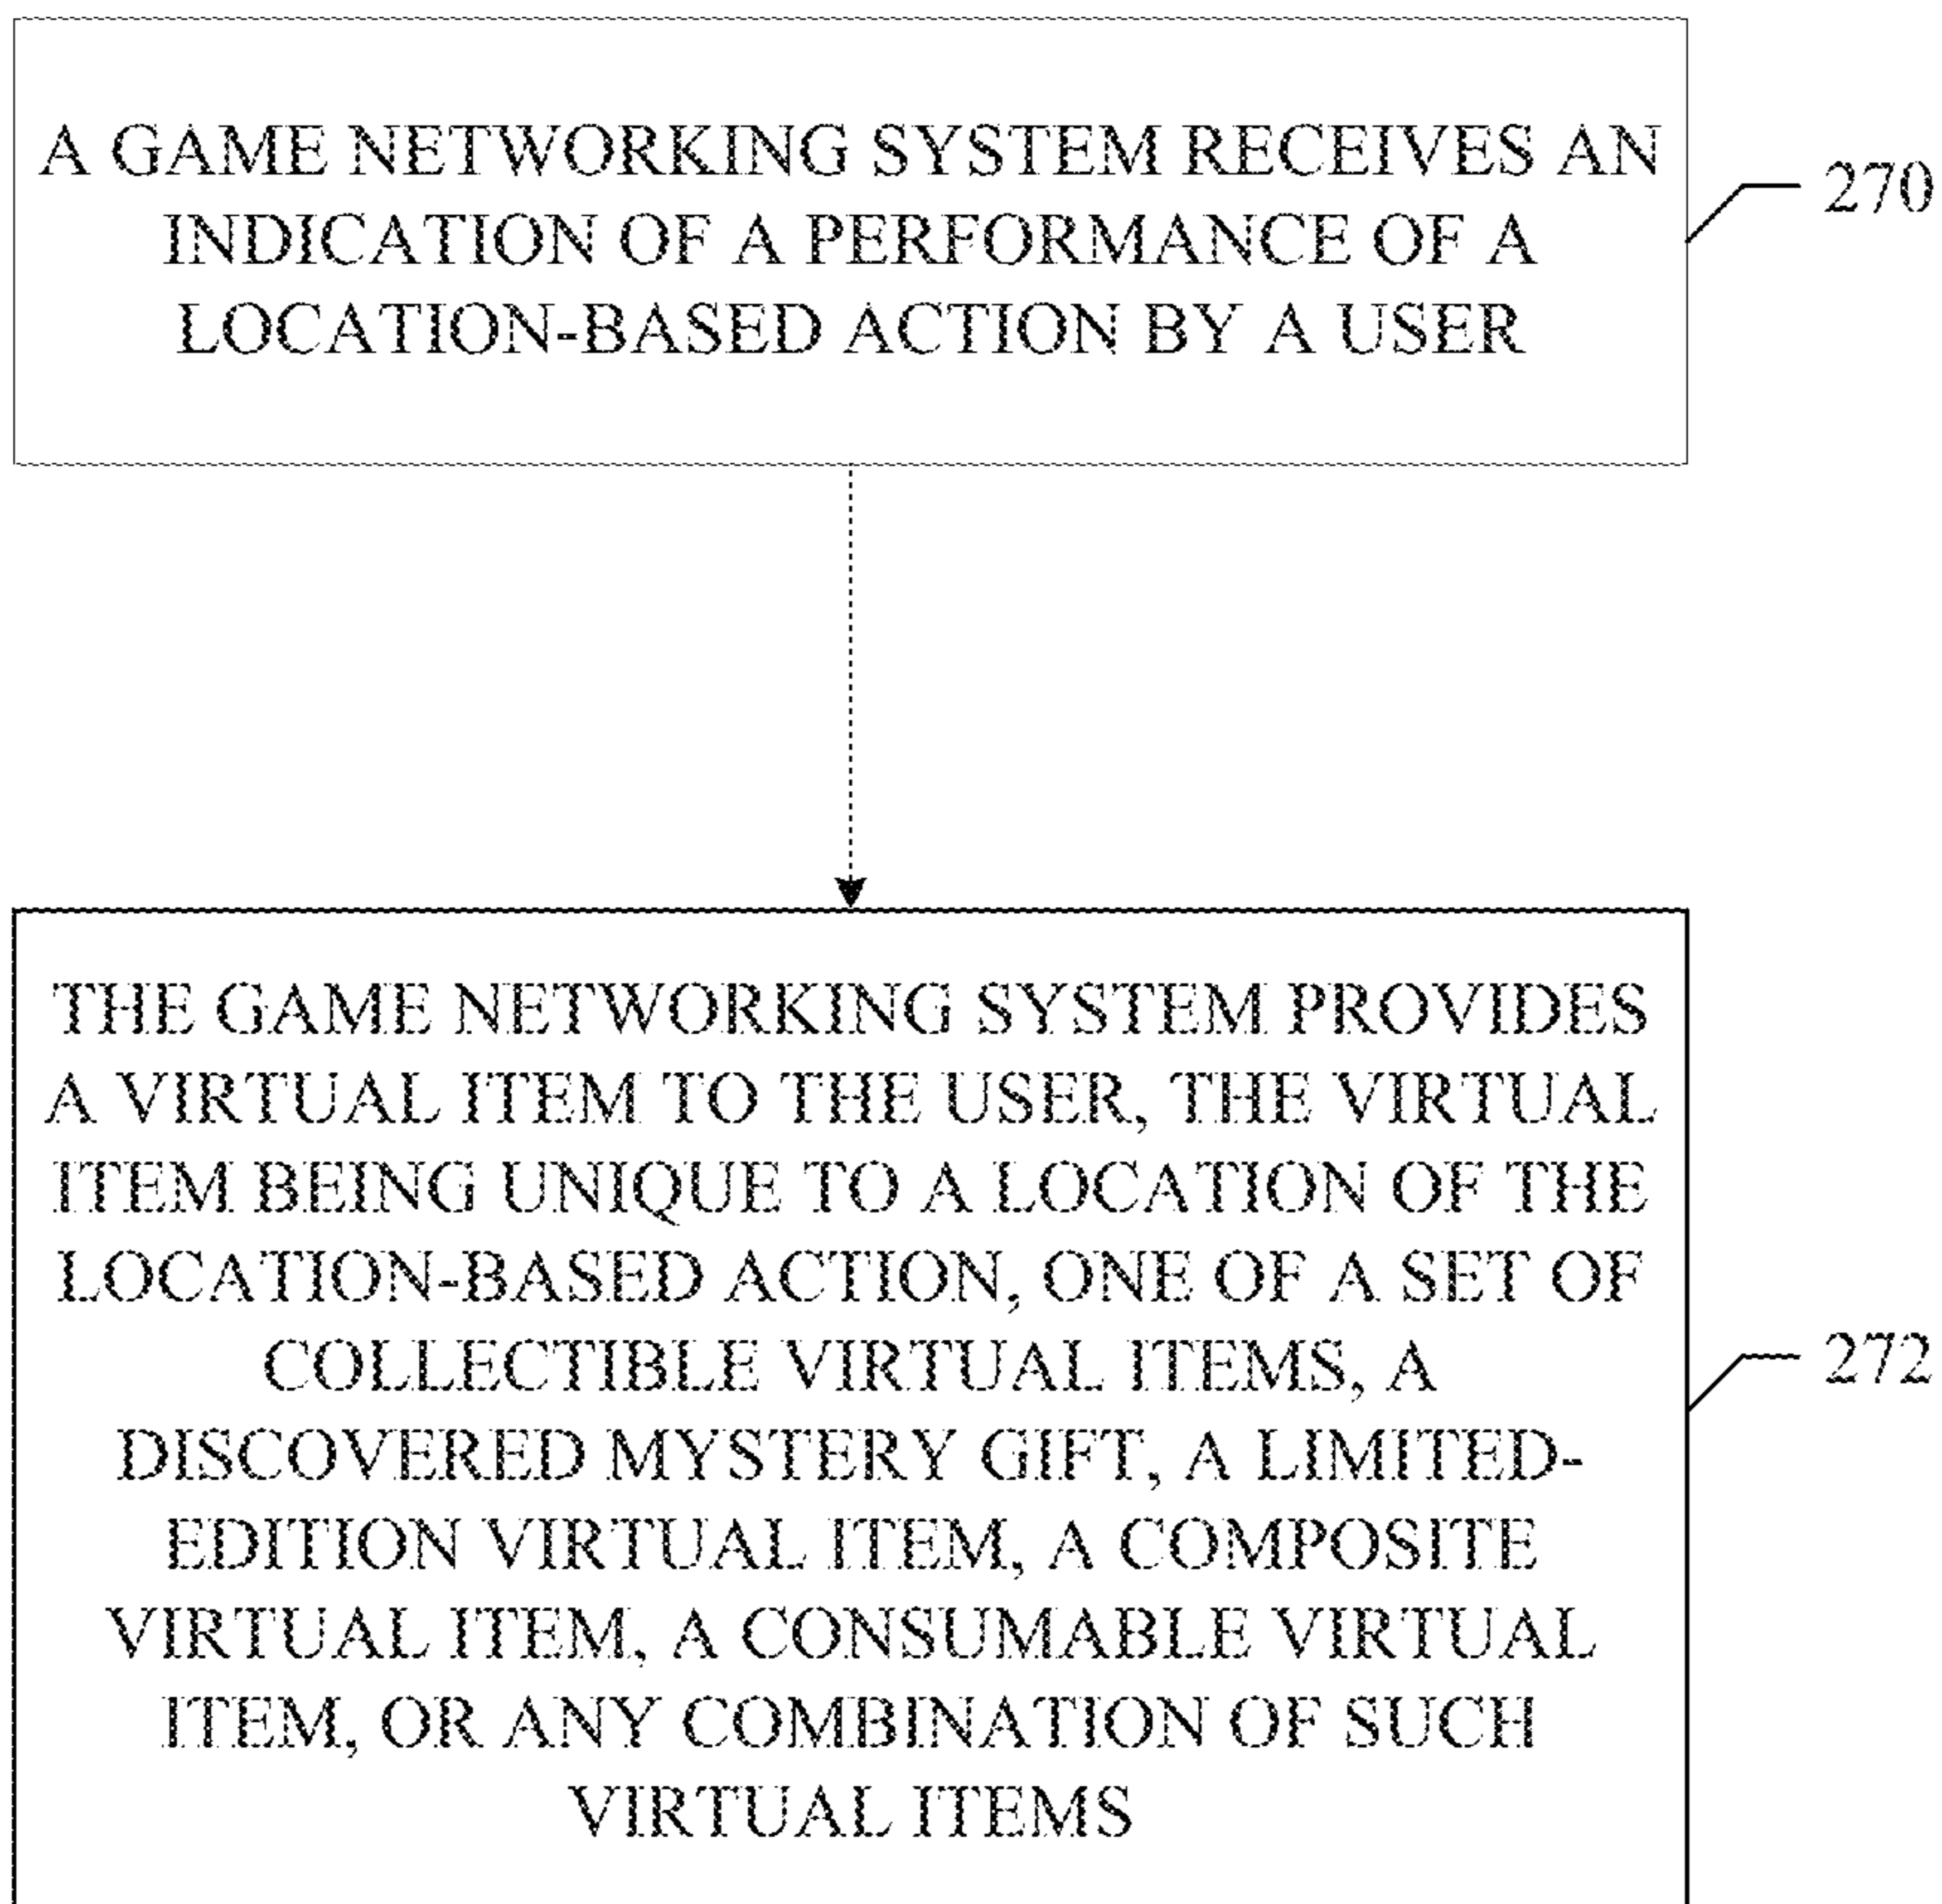 A GAME NETWORKING SYSTEM RECEIVES AN
INDICATION OF A PERFORMANCE OF A
LOCATION-BASED ACTION BY A USER
270
THE GAME NETWORKING SYSTEM PROVIDES
A VIRTUAL ITEM TO THE USER, THE VIRTUAL
ITEM BEING UNIQUE TO A LOCATION OF THE
LOCATION-BASED ACTION, ONE OF A SET OF
COLLECTIBLE VIRTUAL ITEMS, A
DISCOVERED MYSTERY GIFT, A LIMITED-
EDITION VIRTUAL ITEM, A COMPOSITE
VIRTUAL ITEM, A CONSUMABLE VIRTUAL
ITEM, OR ANY COMBINATION OF SUCH
VIRTUAL ITEMS
272